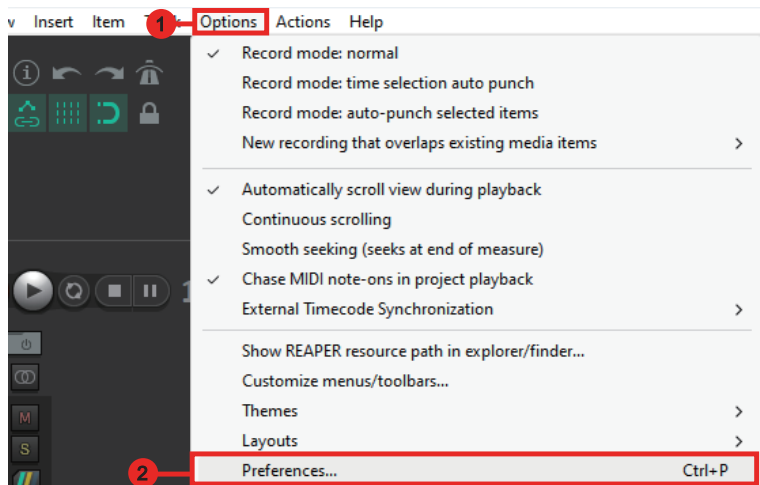 Insert Item Options Actions Help
1
Record mode: normal
Record mode: time selection auto punch
Record mode: auto-punch selected items
New recording that overlaps existing media items
Automatically scroll view during playback
Continuous scrolling
Smooth seeking (seeks at end of measure)
Chase MIDI note-ons in project playback
External Timecode Synchronization
Show REAPER resource path in explorer/finder...
Customize menus/toolbars...
Themes
M
Layouts
S
2
Preferences... Ctrl+P